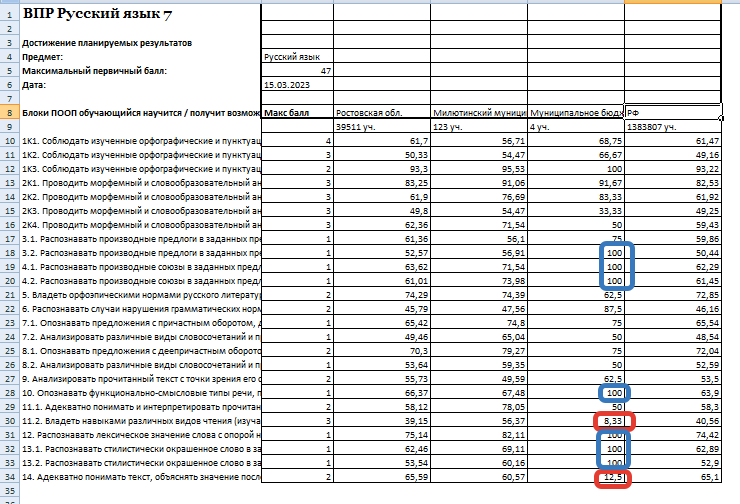 1 ВПР Русский язык 7
2
3 Достижение планируемых результатов
4 Предмет: Русский язык
5 Максимальный первичный балл: 47
6 Дата: 15.03.2023
7
8 Блоки ПООП обучающийся научится / получит возмож Макс балл Ростовская обл. Милютинский муници Муниципальное бюдж РФ
9 39511 уч. 123 уч. 4 уч. 1383807 уч.
10 1К1. Соблюдать изученные орфографические и пунктуац 4 61,7 56,71 68,75 61,47
11 1К2. Соблюдать изученные орфографические и пунктуац 3 50,33 54,47 66,67 49,16
12 1К3. Соблюдать изученные орфографические и пунктуац 2 93,3 95,53 100 93,22
13 2К1. Проводить морфемный и словообразовательный ан 3 83,25 91,06 91,67 82,53
14 2К2. Проводить морфемный и словообразовательный ан 3 61,9 76,69 83,33 61,92
15 2К3. Проводить морфемный и словообразовательный ан 3 49,8 54,47 33,33 49,25
16 2К4. Проводить морфемный и словообразовательный ан 3 62,36 71,54 50 59,43
17 3.1. Распознавать производные предлоги в заданных пре 1 61,36 56,1 75 59,86
18 3.2. Распознавать производные предлоги в заданных пре 1 52,57 56,91 100 50,44
19 4.1. Распознавать производные союзы в заданных предл 1 63,62 71,54 100 62,29
20 4.2. Распознавать производные союзы в заданных предл 1 61,01 73,98 100 61,45
21 5. Владеть орфоэпическими нормами русского литератур 2 74,29 74,39 62,5 72,85
22 6. Распознавать случаи нарушения грамматических норм 2 45,79 47,56 87,5 46,16
23 7.1. Опознавать предложения с причастным оборотом, д 1 65,42 74,8 75 65,54
24 7.2. Анализировать различные виды словосочетаний и п 1 49,46 65,04 50 48,54
25 8.1. Опознавать предложения с деепричастным оборото 2 70,3 79,27 75 72,04
26 8.2. Анализировать различные виды словосочетаний и п 1 53,64 59,35 50 52,59
27 9. Анализировать прочитанный текст с точки зрения его о 2 55,73 49,59 62,5 53,5
28 10. Опознавать функционально-смысловые типы речи, п 1 66,37 67,48 100 63,9
29 11.1. Адекватно понимать и интерпретировать прочитан 2 58,12 78,05 50 58,3
30 11.2. Владеть навыками различных видов чтения (изуча 3 39,15 56,37 8,33 40,56
31 12. Распознавать лексическое значение слова с опорой н 1 75,14 82,11 100 74,42
32 13.1. Распознавать стилистически окрашенное слово в за 1 62,46 69,11 100 62,89
33 13.2. Распознавать стилистически окрашенное слово в за 1 53,54 60,16 100 52,9
34 14. Адекватно понимать текст, объяснять значение посл 2 65,59 60,57 12,5 65,1
35